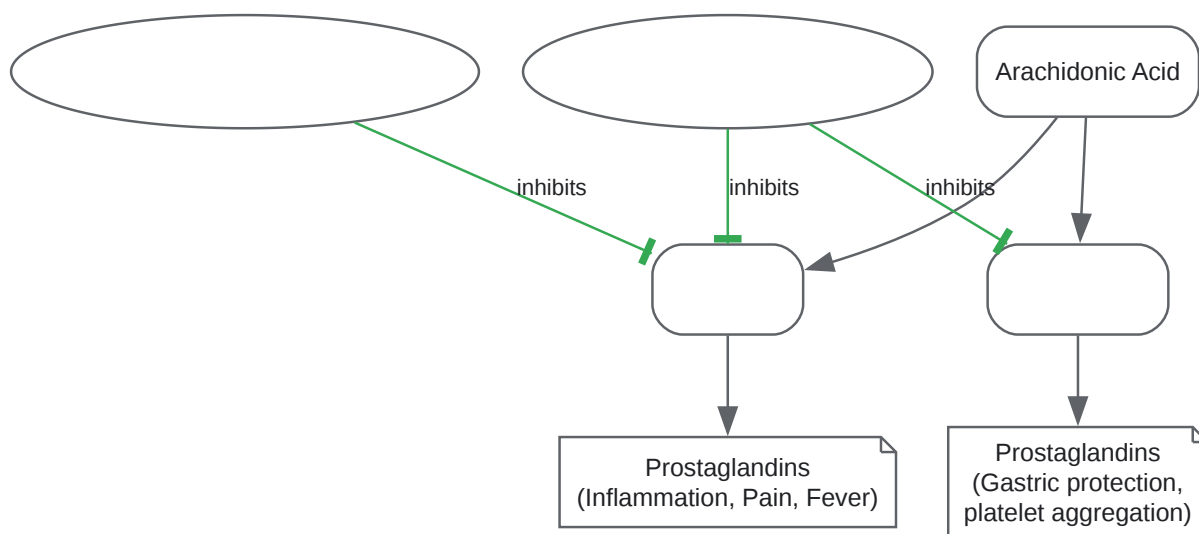 Arachidonic Acid
inhibits
inhibits
inhibits
Prostaglandins
(Inflammation, Pain, Fever)
Prostaglandins
(Gastric protection,
platelet aggregation)